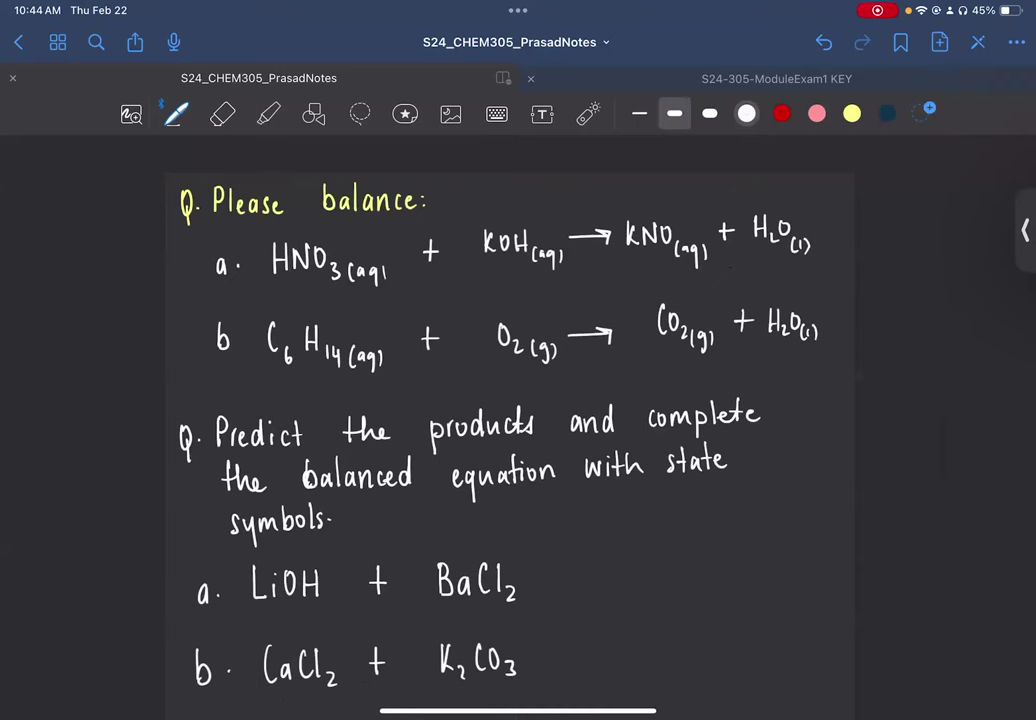 10:44 AM Thu Feb 22 45%
S24_CHEM305_PrasadNotes
S24_CHEM305_PrasadNotes S24-305-ModuleExam1 KEY
Q. Please balance:
a. HNO₃(aq) + KOH(aq) → KNO(aq) + H₂O(l)
b C₆H₁₄(aq) + O₂(g) → CO₂(g) + H₂O(l)
Q. Predict the products and complete
the balanced equation with state
symbols.
a. LiOH + BaCl₂
b. CaCl₂ + K₂CO₃